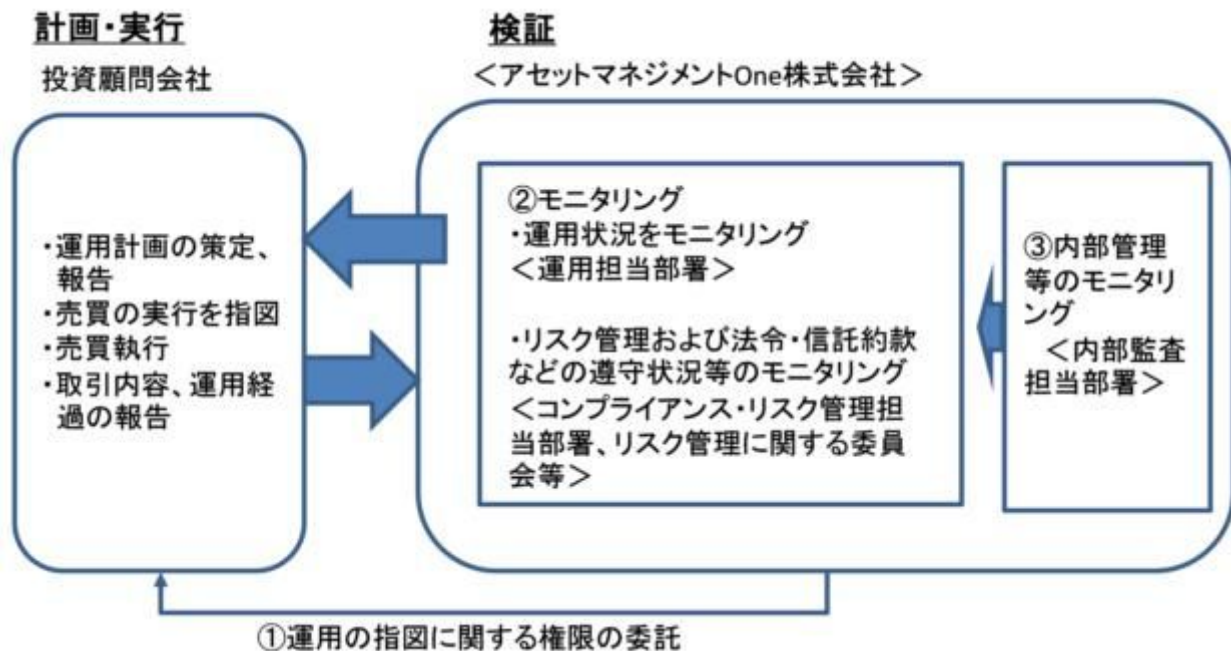 計画・実行
投資顧問会社
・運用計画の策定、
報告
・売買の実行を指図
・売買執行
・取引内容、運用経
過の報告
検証
＜アセットマネジメントOne株式会社＞
②モニタリング
・運用状況をモニタリング
＜運用担当部署＞
・リスク管理および法令・信託約款
などの遵守状況等のモニタリング
＜コンプライアンス・リスク管理担
当部署、リスク管理に関する委員
会等＞
③内部管理
等のモニタリ
ング
＜内部監査
担当部署＞
①運用の指図に関する権限の委託